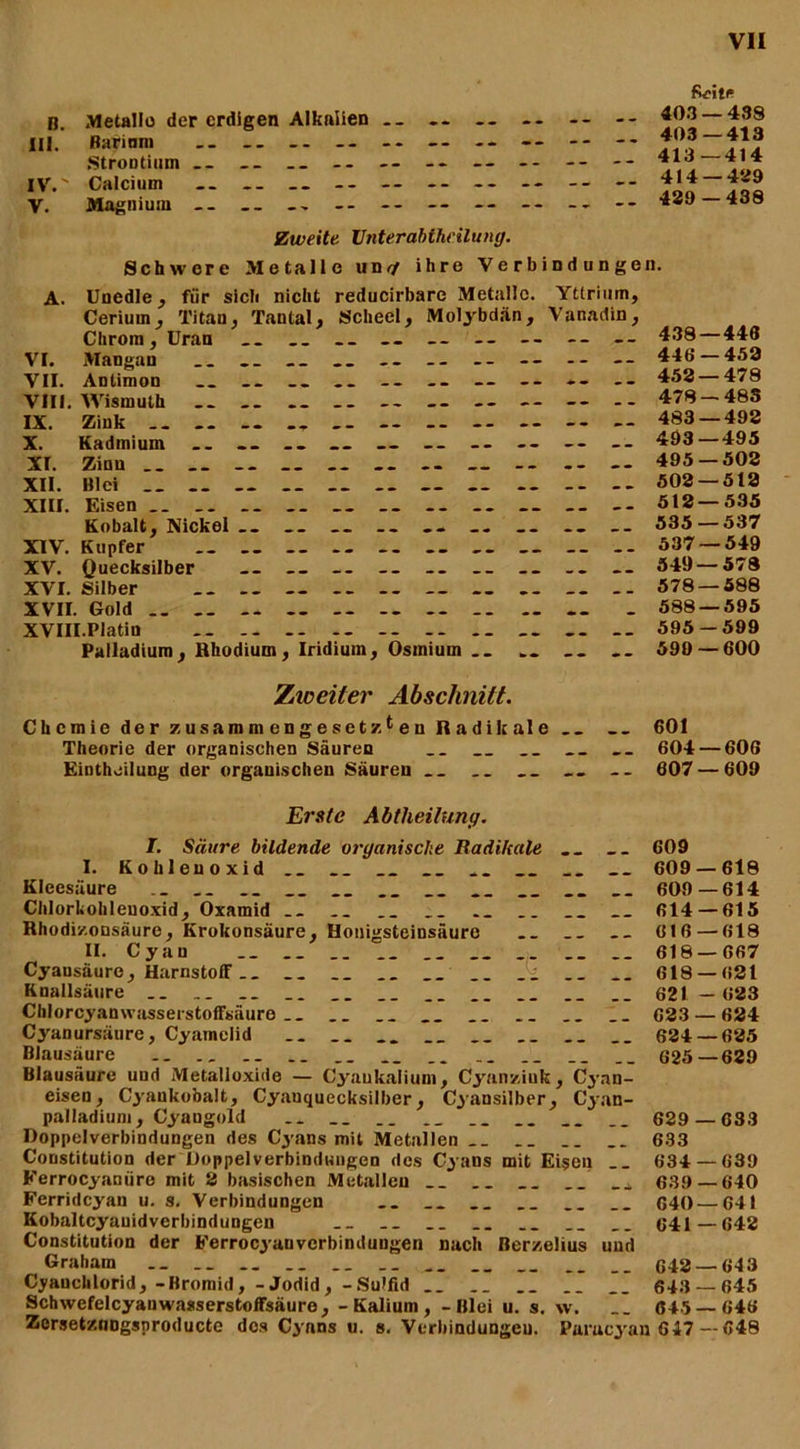 VII
Seite
B. Metalle der erdigen Alkalien -- -- -- -- -- -- 403 — 438
III. Barium -- -- -- -- -- -- -- -- -- -- 403 — 413
Strontium -- -- -- -- -- -- -- -- -- -- 413 — 414
IV. Calcium -- -- -- -- -- -- -- -- -- -- 414 — 429
V. Magnium -- -- -- -- -- -- -- -- -- -- 429 — 438
Zweite Unterabtheilung.
Schwere Metalle und ihre Verbindungen.
A. Unedle, für sich nicht reducirbare Metalle. Yttrium,
Cerium, Titan, Tantal, Scheel, Molybdän, Vanadin,
Chrom, Uran -- -- -- -- -- -- -- -- -- 438 — 446
VI. Mangan -- -- -- -- -- -- -- -- -- -- 446 — 452
VII. Antimon -- -- -- -- -- -- -- -- -- -- 452 — 478
VIII. Wismuth -- -- -- -- -- -- -- -- -- -- 478 — 483
IX. Zink -- -- -- -- -- -- -- -- -- -- -- 483 — 492
X. Kadmium -- -- -- -- -- -- -- -- -- -- 493 — 495
XI. Zinn -- -- -- -- -- -- -- -- -- -- -- 495 — 502
XII. Blei -- -- -- -- -- -- -- -- -- -- -- 502 — 512
XIII. Eisen -- -- -- -- -- -- -- -- -- -- -- 512 — 535
Kobalt, Nickel -- -- -- -- -- -- -- -- -- 535 — 537
XIV. Kupfer -- -- -- -- -- -- -- -- -- -- 537 — 549
XV. Quecksilber -- -- -- -- -- -- -- -- -- 549 — 578
XVI. Silber -- -- -- -- -- -- -- -- -- -- 578 — 588
XVII. Gold -- -- -- -- -- -- -- -- -- -- - 588 — 595
XVIII. Platin -- -- -- -- -- -- -- -- -- -- 595 — 599
Palladium, Rhodium, Iridium, Osmium -- -- -- -- 599 — 600
Zweiter Abschnitt.
Chemie der zusammengesetzten Radikale -- -- 601
Theorie der organischen Säuren -- -- -- -- -- 604 — 606
Eintheilung der organischen Säuren -- -- -- -- -- 607 — 609
Erste Abtheilung.
I. Säure bildende organische Radikale -- -- 609
I. Kohlenoxid -- -- -- -- -- -- -- -- 609 — 618
Kleesäure -- -- -- -- -- -- -- -- -- -- -- 609 — 614
Chlorkohlenoxid, Oxamid -- -- -- -- -- -- -- -- 614 — 615
Rhodizonsäure, Krokonsäure, Honigsteinsäure -- -- -- 616 — 618
II. Cyan -- -- -- -- -- -- -- -- -- 618 — 667
Cyansäure, Harnstoff -- -- -- -- -- -- -- -- -- 618 — 621
Knallsäure -- -- -- -- -- -- -- -- -- -- -- 621 — 623
Chlorcyanwasserstoffsäure -- -- -- -- -- -- -- -- 623 — 624
Cyanursäure, Cyamelid -- -- -- -- -- -- -- -- 624 — 625
Blausäure -- -- -- -- -- -- -- -- -- -- -- 625 — 629
Blausäure und Metalloxide — Cyankalium, Cyanzink, Cyan-
eisen, Cyankobalt, Cyanquecksilber, Cyansilber, Cyan-
palladium, Cyangold -- -- -- -- -- -- -- -- 629 — 633
Doppelverbindungen des Cyans mit Metallen -- -- -- -- 633
Constitution der Doppelverbindungen des Cyans mit Eisen -- 634 — 639
Ferrocyanüre mit 2 basischen Metallen -- -- -- -- -- 639 — 640
Ferridcyan u. s. Verbindungen -- -- -- -- -- -- 640 — 641
Kobaltcyanidverbindungen -- -- -- -- -- -- -- 641 — 642
Constitution der Ferrocyanverbindungen nach Berzelius und
Graham -- -- -- -- -- -- -- -- -- -- -- 642 — 643
Cyanchlorid, -Bromid, -Jodid, -Sulfid -- -- -- -- -- 643 — 645
Schwefelcyanwasserstoffsäure, -Kalium, -Blei u. s. w. -- 645 — 646
Zersetzungsproducte des Cyans u. s. Verbindungen. Paracyan 647 — 648